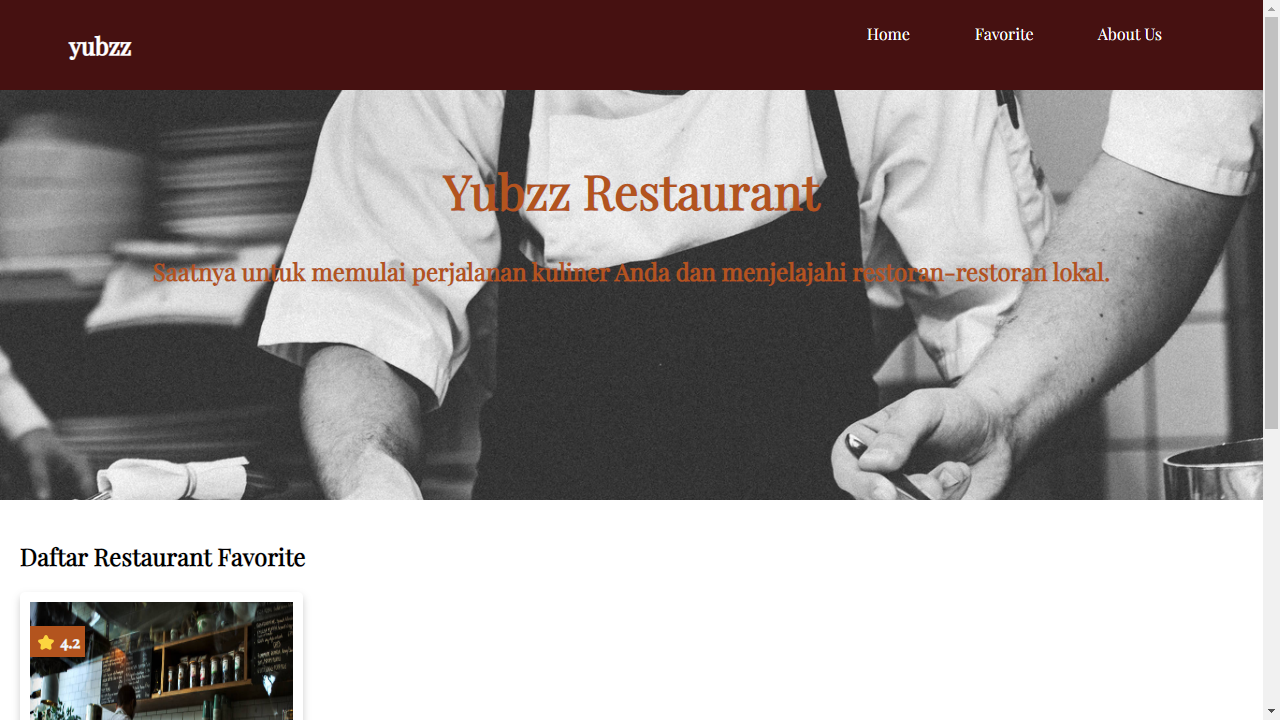 yubzz
Home Favorite About Us
Yubzz Restaurant
Saatnya untuk memulai perjalanan kuliner Anda dan menjelajahi restoran-restoran lokal.
Daftar Restaurant Favorite
4.2